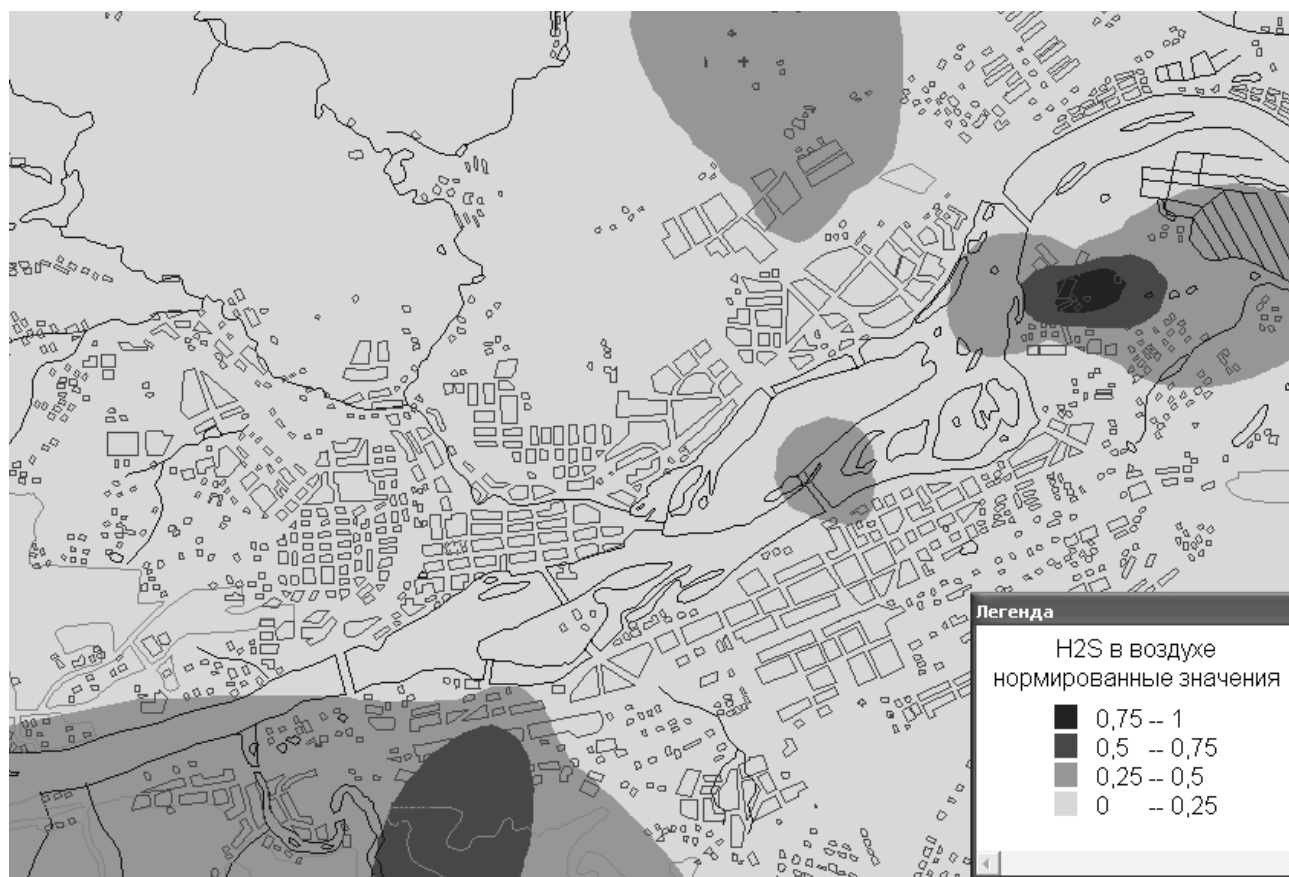 Легенда
H2S в воздухе
нормированные значения
0,75 -- 1
0,5 -- 0,75
0,25 -- 0,5
0 -- 0,25